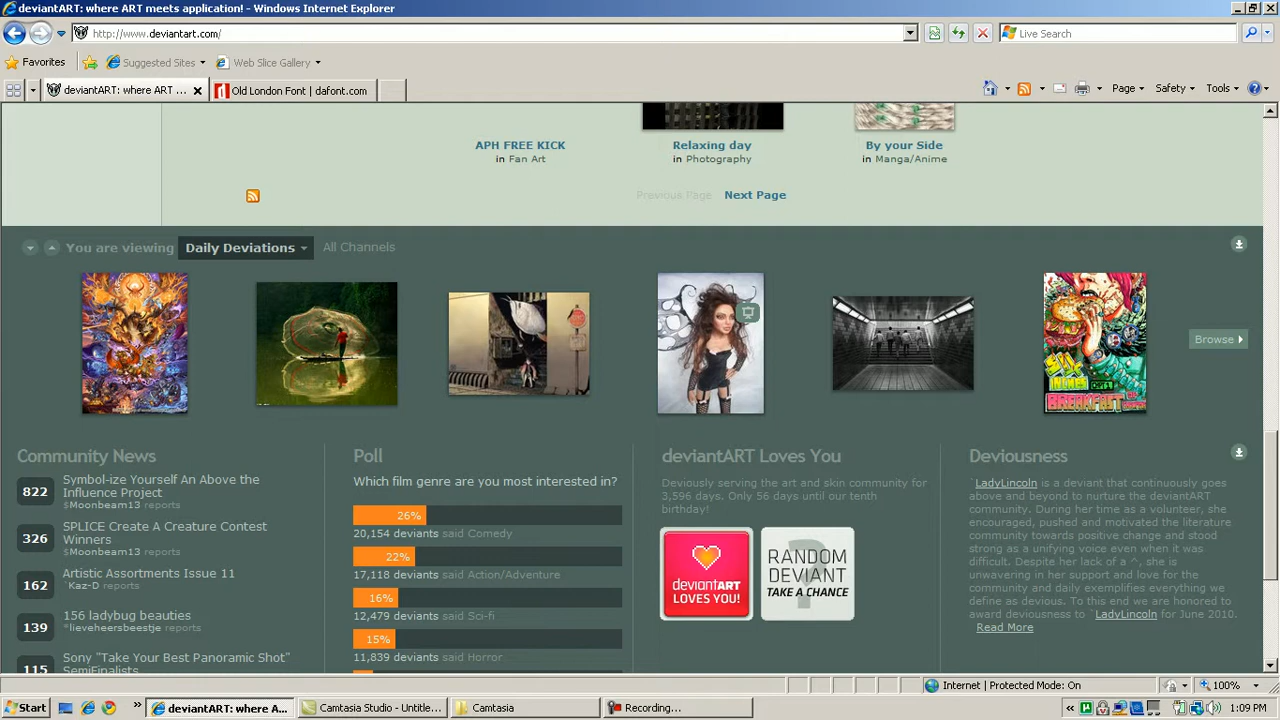 deviantART: where ART meets application! - Windows Internet Explorer
http://www.deviantart.com/
Live Search
Favorites
Suggested Sites
Web Slice Gallery
deviantART: where ART ...
Old London Font | dafont.com
Page
Safety
Tools
APH FREE KICK
in Fan Art
Relaxing day
in Photography
By your Side
in Manga/Anime
Previous Page
Next Page
You are viewing
Daily Deviations
All Channels
BREAKFAST
Browse
Community News
822
Symbol-ize Yourself An Above the
Influence Project
$Moonbeam13 reports
326
SPLICE Create A Creature Contest
Winners
$Moonbeam13 reports
162
Artistic Assortments Issue 11
`Kaz-D reports
139
156 ladybug beauties
*lieveheersbeestje reports
115
Sony "Take Your Best Panoramic Shot"
SemiFinalists
Poll
Which film genre are you most interested in?
26%
20,154 deviants said Comedy
22%
17,118 deviants said Action/Adventure
16%
12,479 deviants said Sci-fi
15%
11,839 deviants said Horror
deviantART Loves You
Deviously serving the art and skin community for
3,596 days. Only 56 days until our tenth
birthday!
deviantART
LOVES YOU!
RANDOM
DEVIANT
TAKE A CHANCE
?
Deviousness
`LadyLincoln is a deviant that continuously goes
above and beyond to nurture the deviantART
community. During her time as a volunteer, she
encouraged, pushed and motivated the literature
community towards positive change and stood
strong as a unifying voice even when it was
difficult. Despite her lack of a ^, she is
unwavering in her support and love for the
community and daily exemplifies everything we
define as devious. To this end we are honored to
award deviousness to `LadyLincoln for June 2010.
Read More
Internet | Protected Mode: On
100%
Start
deviantART: where A...
Camtasia Studio - Untitle...
Camtasia
Recording...
1:09 PM